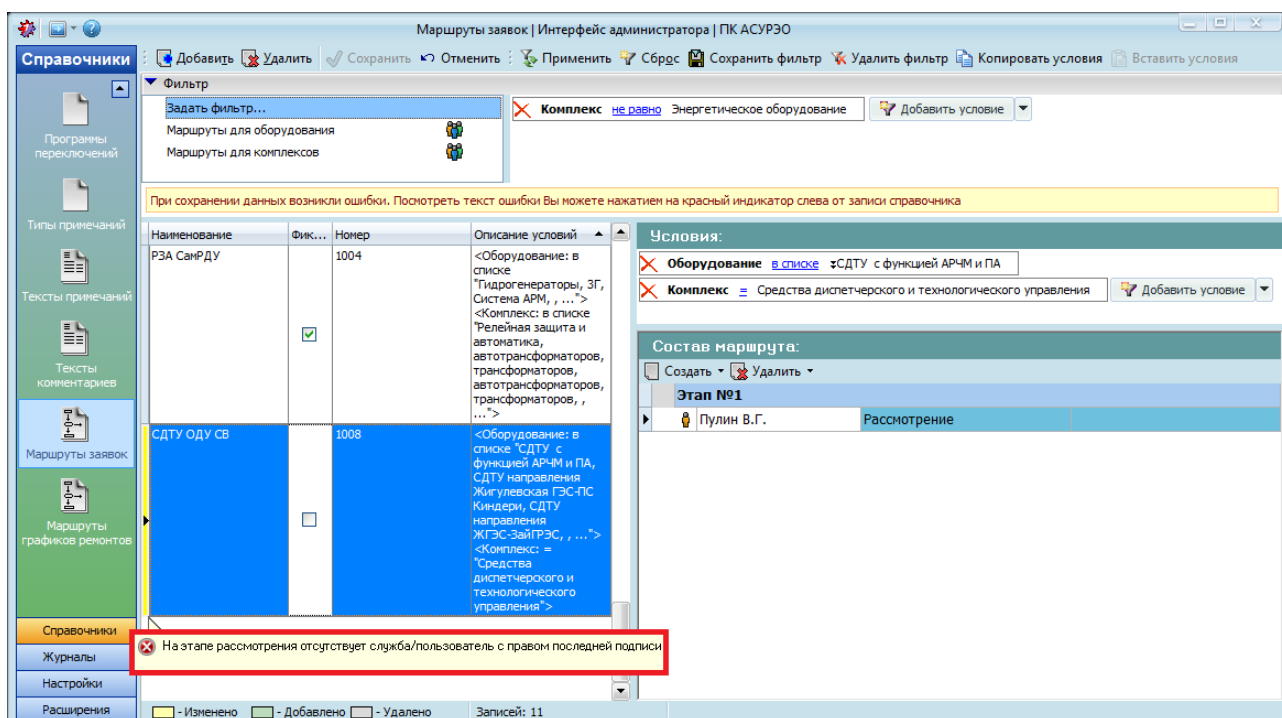 Маршруты заявок | Интерфейс администратора | ПК АСУРЭО
Справочники
Добавить Удалить Сохранить Отменить Применить Сброс Сохранить фильтр Удалить фильтр Копировать условия Вставить условия
Фильтр
Задать фильтр...
Маршруты для оборудования
Маршруты для комплексов
Комплекс не равно Энергетическое оборудование Добавить условие
При сохранении данных возникли ошибки. Посмотреть текст ошибки Вы можете нажатием на красный индикатор слева от записи справочника
Программы
переключений
Типы примечаний
Тексты примечаний
Тексты
комментариев
Маршруты заявок
Маршруты
графиков ремонтов
Справочники
Журналы
Настройки
Расширения
Наименование Фик... Номер Описание условий
РЗА СамРДУ 1004 <Оборудование: в
списке
"Гидрогенераторы, ЗГ,
Система АРМ, , ...">
<Комплекс: в списке
"Релейная защита и
автоматика,
автотрансформаторов,
трансформаторов,
автотрансформаторов,
трансформаторов, ,
...">
СДТУ ОДУ СВ 1008 <Оборудование: в
списке "СДТУ с
функцией АРЧМ и ПА,
СДТУ направления
Жигулевская ГЭС-ПС
Киндери, СДТУ
направления
ЖГЭС-ЗайГРЭС, , ...">
<Комплекс: =
"Средства
диспетчерского и
технологического
управления">
На этапе рассмотрения отсутствует служба/пользователь с правом последней подписи
Условия:
Оборудование в списке СДТУ с функцией АРЧМ и ПА
Комплекс = Средства диспетчерского и технологического управления Добавить условие
Состав маршрута:
Создать Удалить
Этап №1
Пулин В.Г. Рассмотрение
- Изменено - Добавлено - Удалено Записей: 11